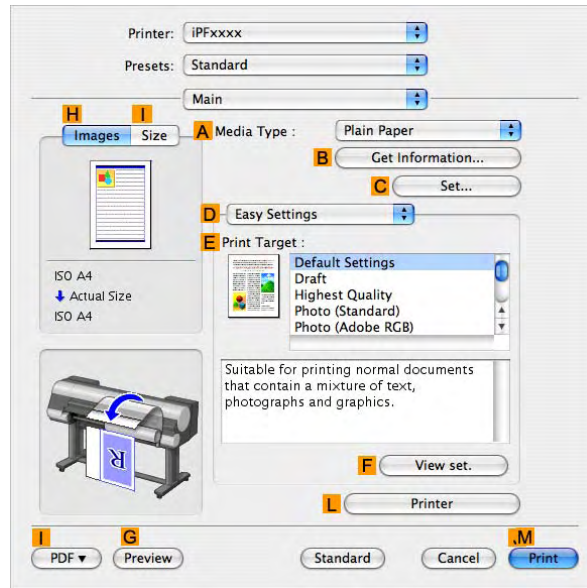 Printer: iPFxxxx
Presets: Standard
Main
H I
Images Size
A Media Type : Plain Paper
B Get Information...
C Set...
D Easy Settings
E Print Target :
Default Settings
Draft
Highest Quality
Photo (Standard)
Photo (Adobe RGB)
ISO A4
Actual Size
ISO A4
Suitable for printing normal documents
that contain a mixture of text,
photographs and graphics.
R
F View set.
L Printer
I G .M
PDF Preview Standard Cancel Print